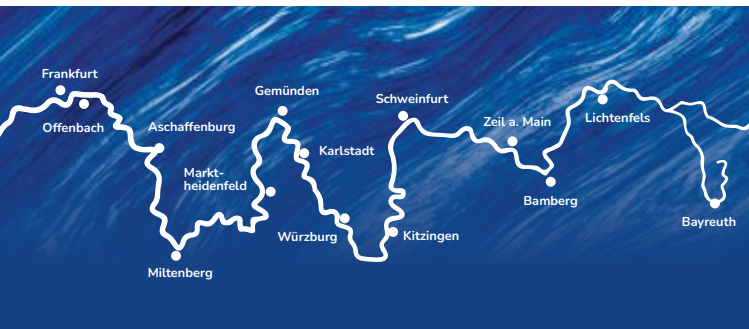 Frankfurt
Offenbach
Aschaffenburg
Miltenberg
Markt-
heidenfeld
Gemünden
Karlstadt
Würzburg
Kitzingen
Schweinfurt
Zeil a. Main
Bamberg
Lichtenfels
Bayreuth